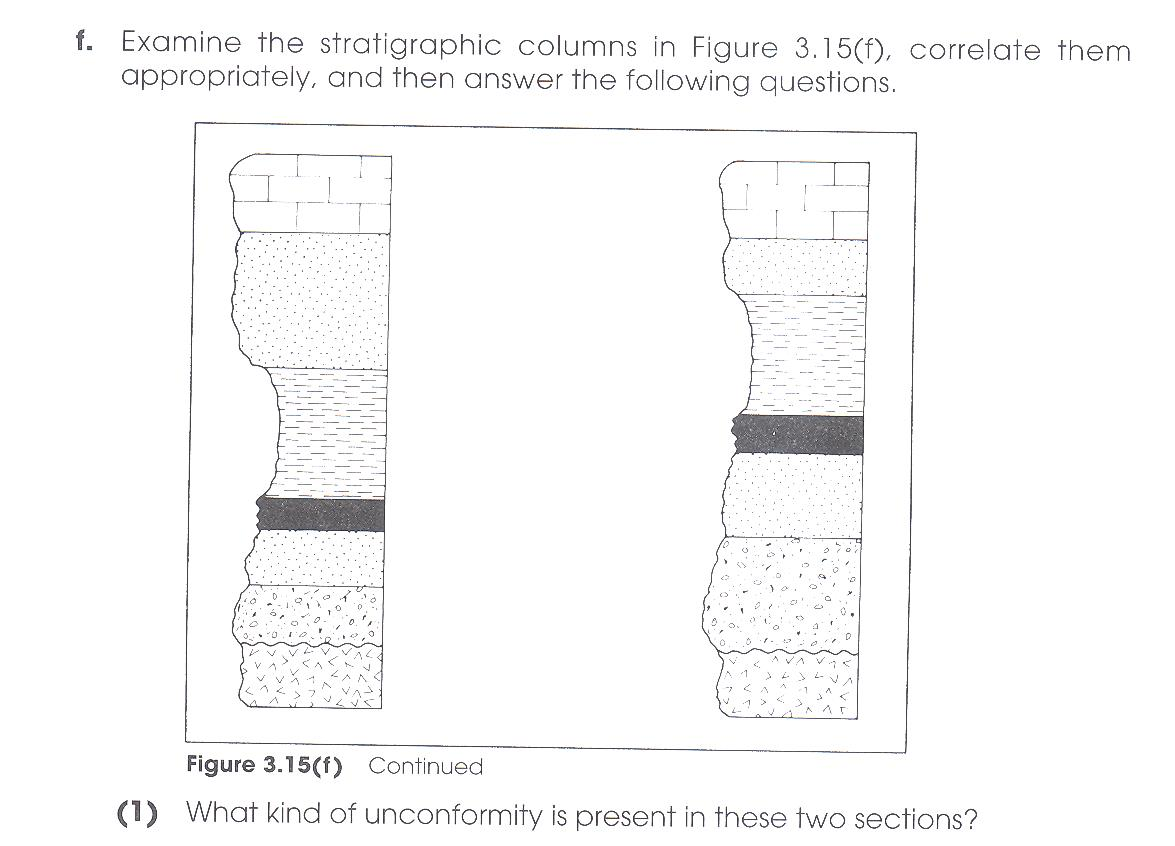 f. Examine the stratigraphic columns in Figure 3.15(f), correlate them
appropriately, and then answer the following questions.
Figure 3.15(f) Continued
(1) What kind of unconformity is present in these two sections?